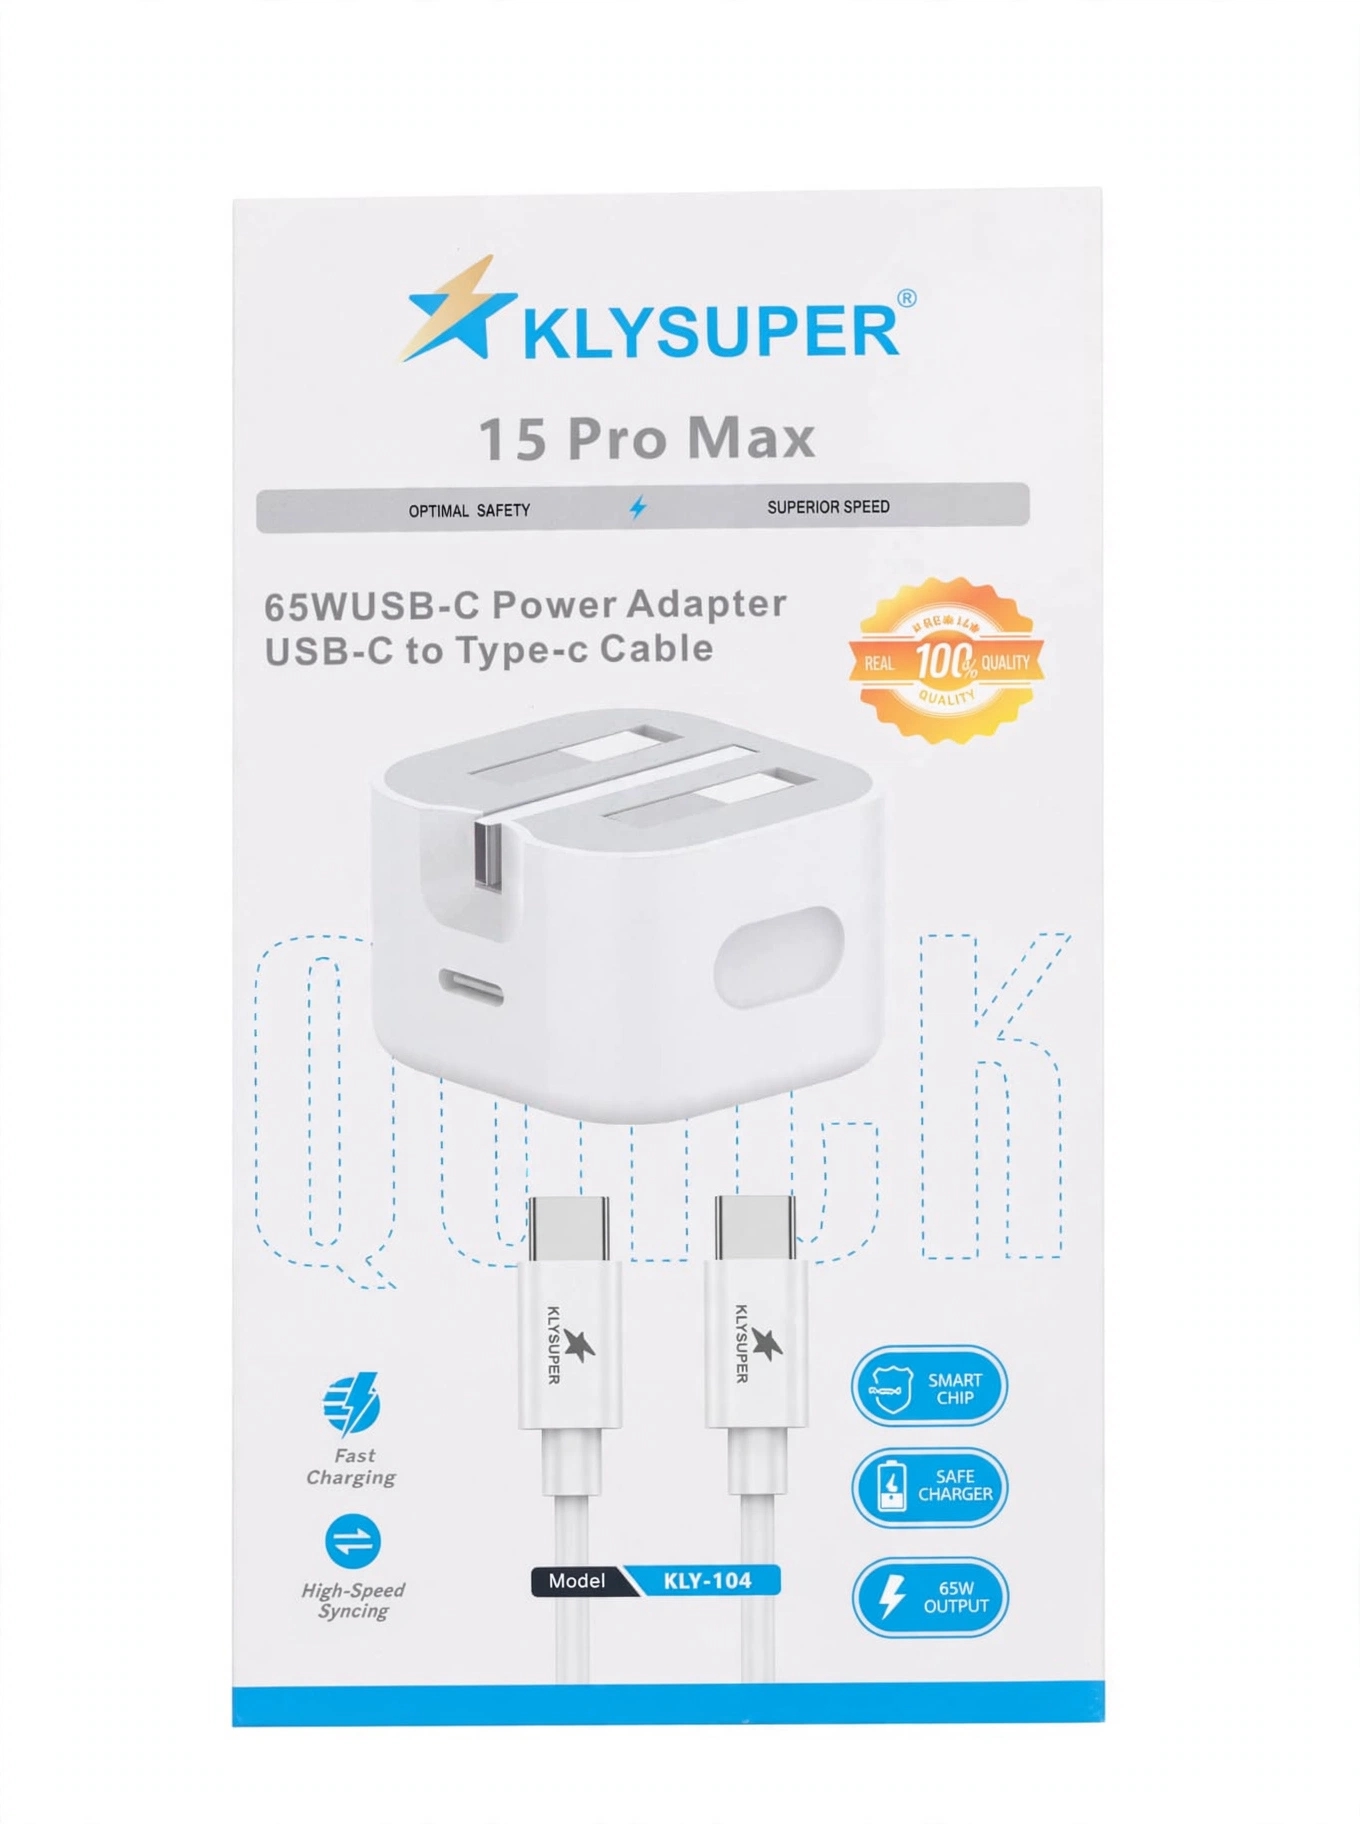 KLYSUPER®
15 Pro Max
OPTIMAL SAFETY SUPERIOR SPEED
65WUSB-C Power Adapter
USB-C to Type-c Cable
REAL 100% QUALITY
QUALITY
QUICK
KLYSUPER
KLYSUPER
SMART
CHIP
Fast
Charging
SAFE
CHARGER
High-Speed
Syncing
Model KLY-104
65W
OUTPUT